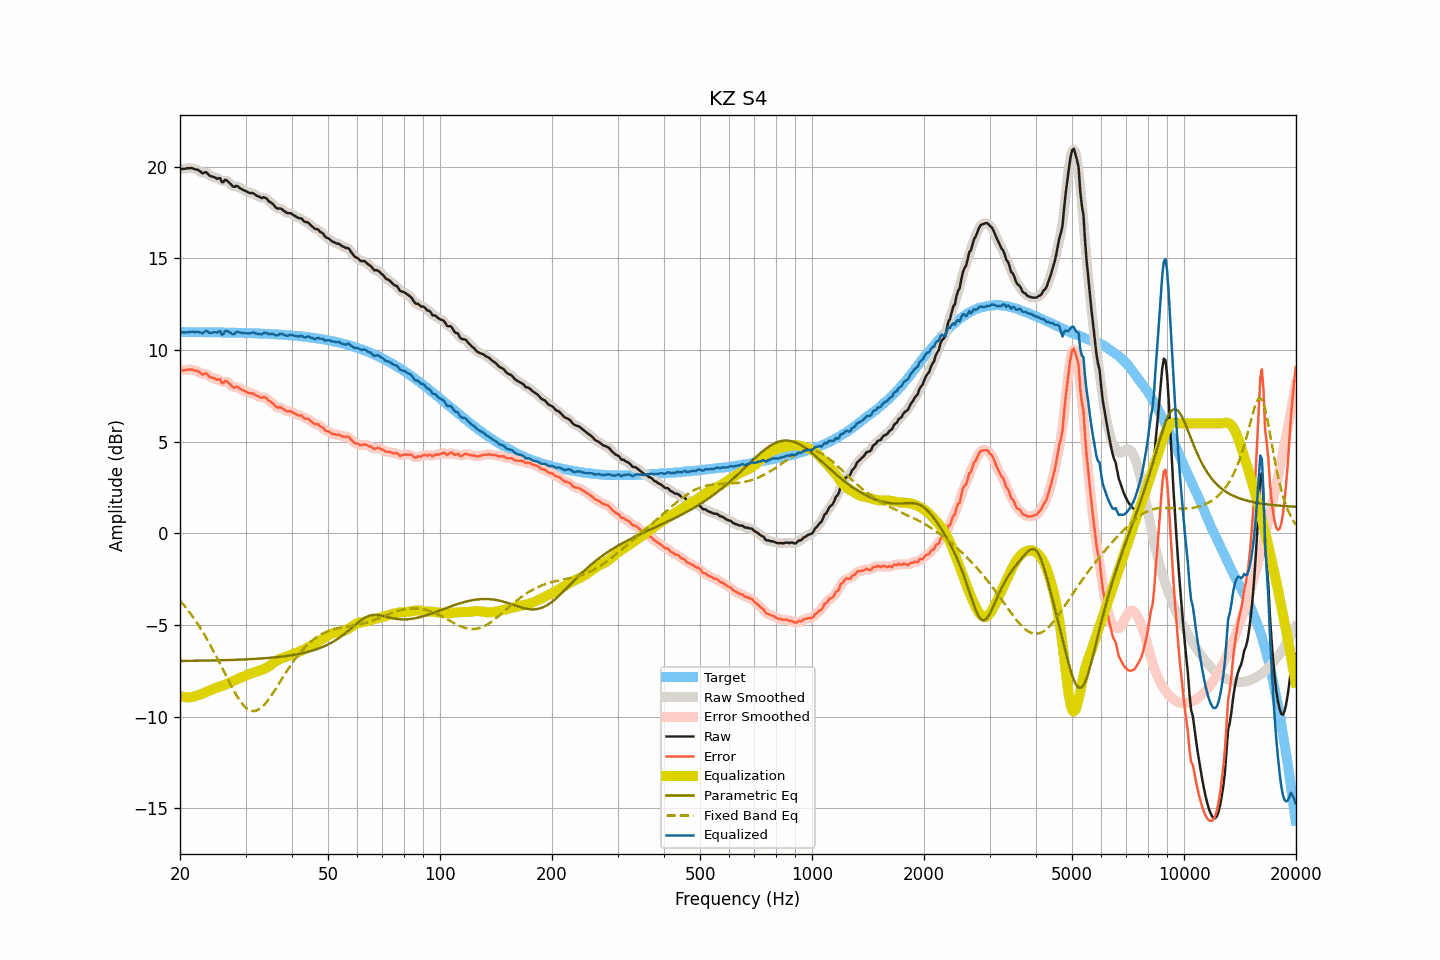 KZ S4
Amplitude (dBr)
20
15
10
5
0
−5
−10
−15
Target
Raw Smoothed
Error Smoothed
Raw
Error
Equalization
Parametric Eq
Fixed Band Eq
Equalized
20 50 100 200 500 1000 2000 5000 10000 20000
Frequency (Hz)